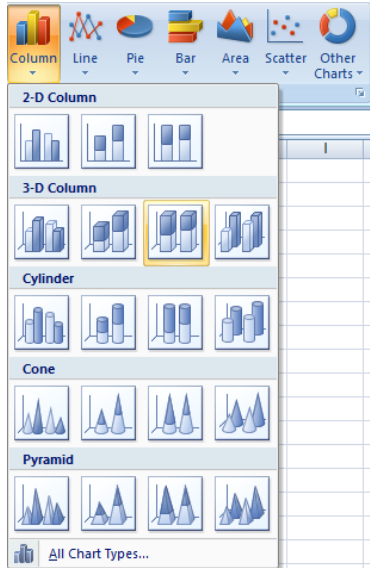 Column Line Pie Bar Area Scatter Other
Charts
2-D Column
I
3-D Column
Cylinder
Cone
Pyramid
All Chart Types...